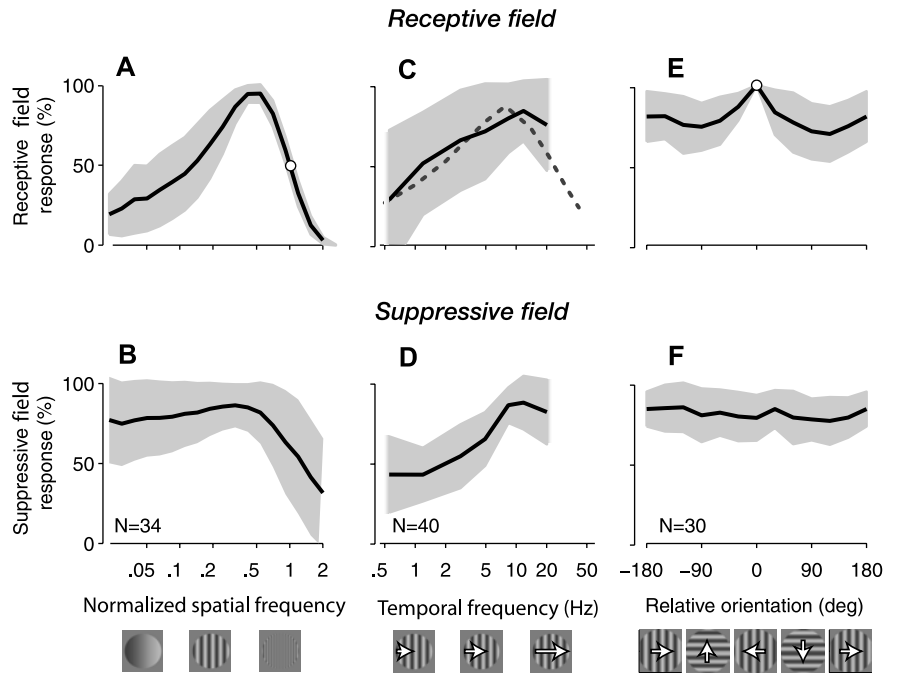 Receptive field
A
C
E
Receptive field
response (%)
100
50
0
Suppressive field
B
D
F
Suppressive field
response (%)
100
50
0
N=34
N=40
N=30
.05 .1 .2 .5 1 2
.5 1 2 5 10 20 50
−180 −90 0 90 180
Normalized spatial frequency
Temporal frequency (Hz)
Relative orientation (deg)